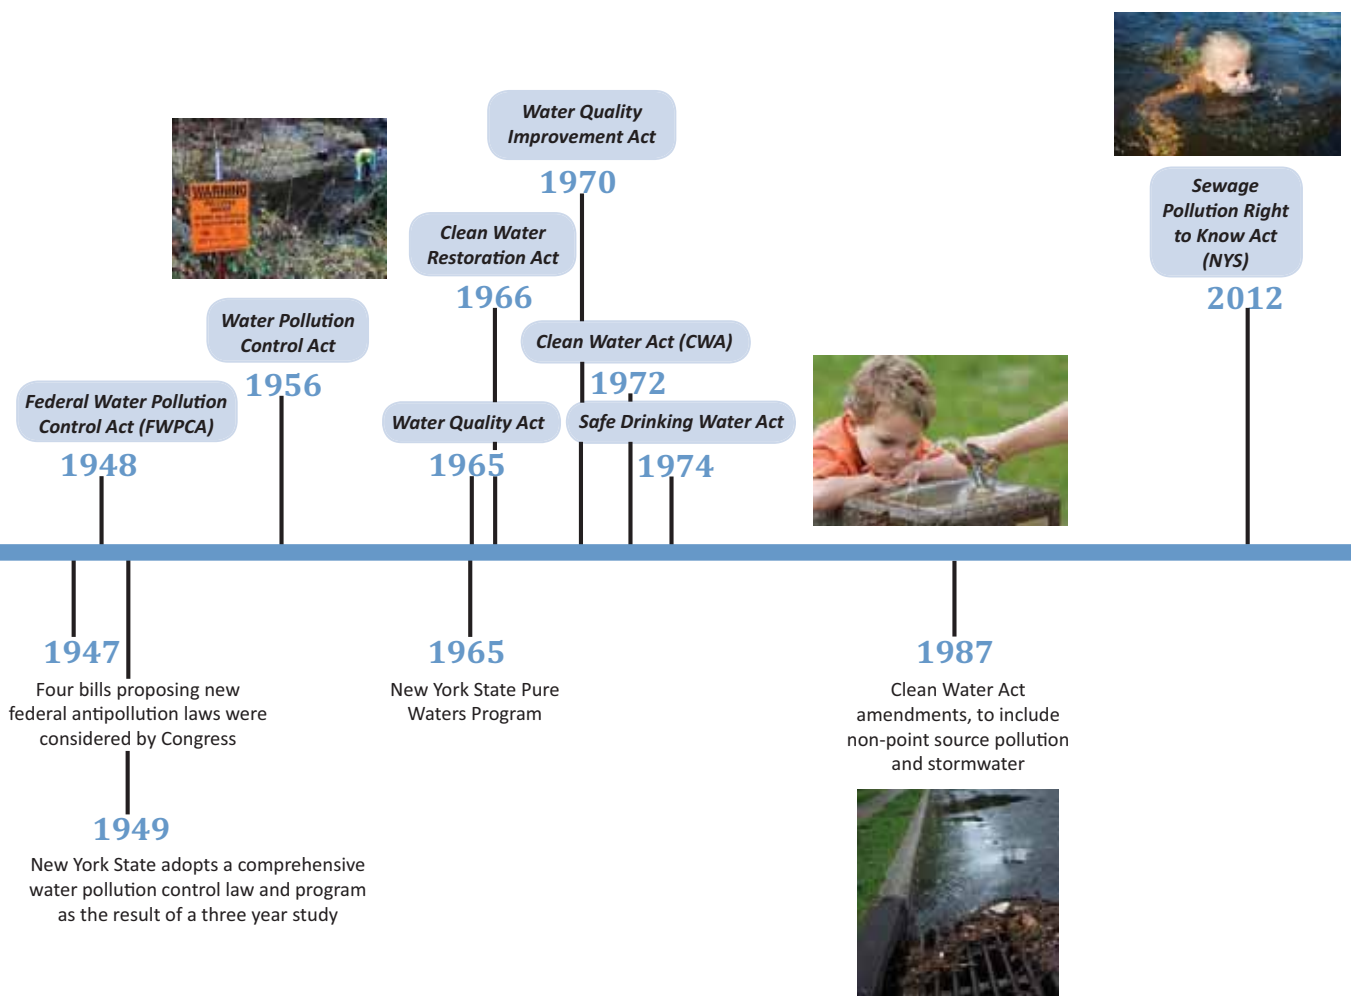 Water Quality
Improvement Act
1970
Sewage
Pollution Right
to Know Act
(NYS)
2012
WARNING
Clean Water
Restoration Act
1966
Water Pollution
Control Act
1956
Clean Water Act (CWA)
1972
Federal Water Pollution
Control Act (FWPCA)
1948
Water Quality Act
1965
Safe Drinking Water Act
1974
1947
Four bills proposing new
federal antipollution laws were
considered by Congress
1965
New York State Pure
Waters Program
1987
Clean Water Act
amendments, to include
non-point source pollution
and stormwater
1949
New York State adopts a comprehensive
water pollution control law and program
as the result of a three year study